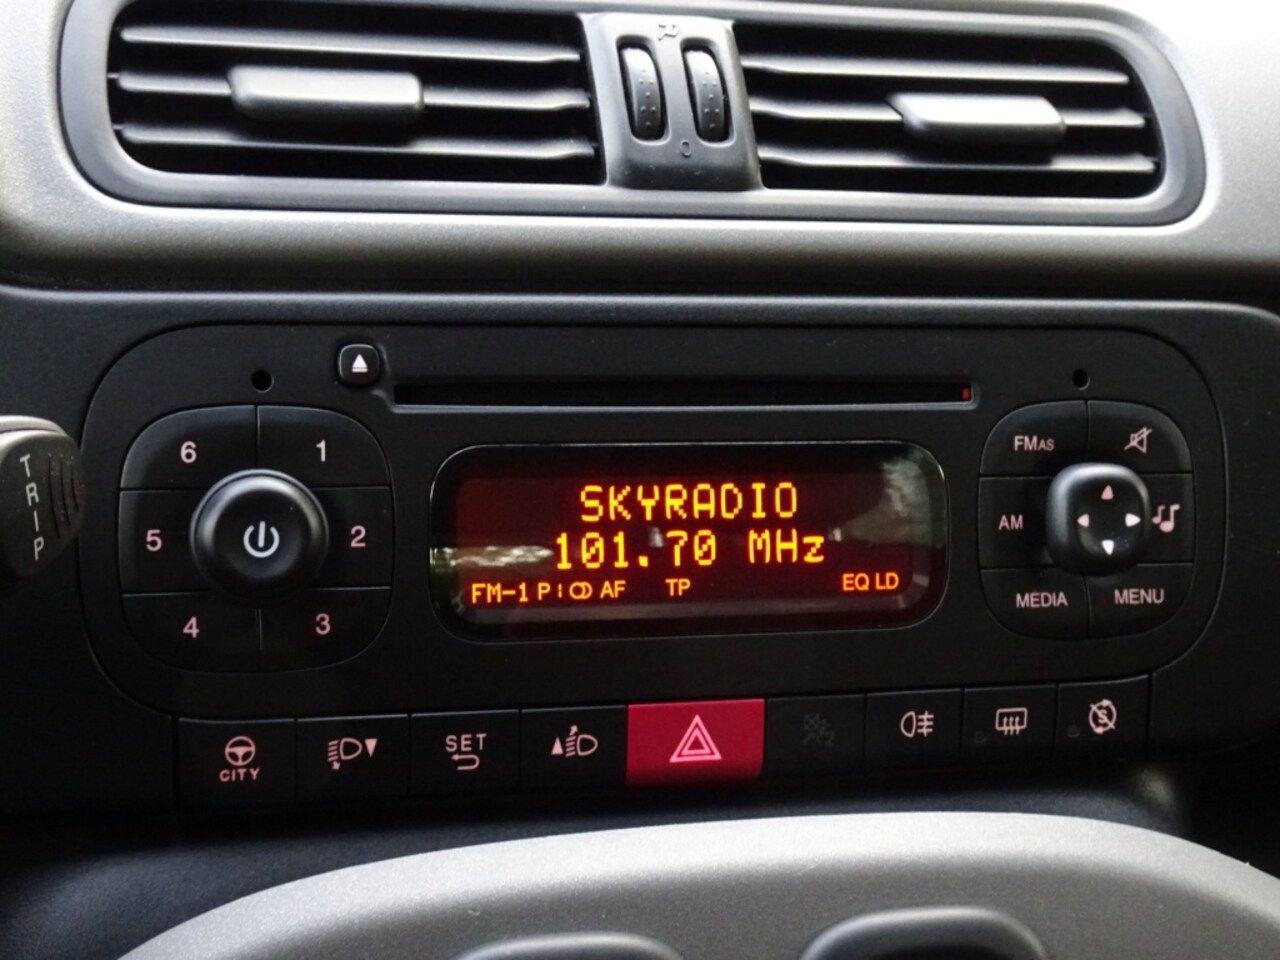 TRIP
6
1
5
2
4
3
SKYRADIO
101.70 MHz
FM-1 P AF TP EQ LD
FMAS
AM
MEDIA
MENU
CITY
SET
0